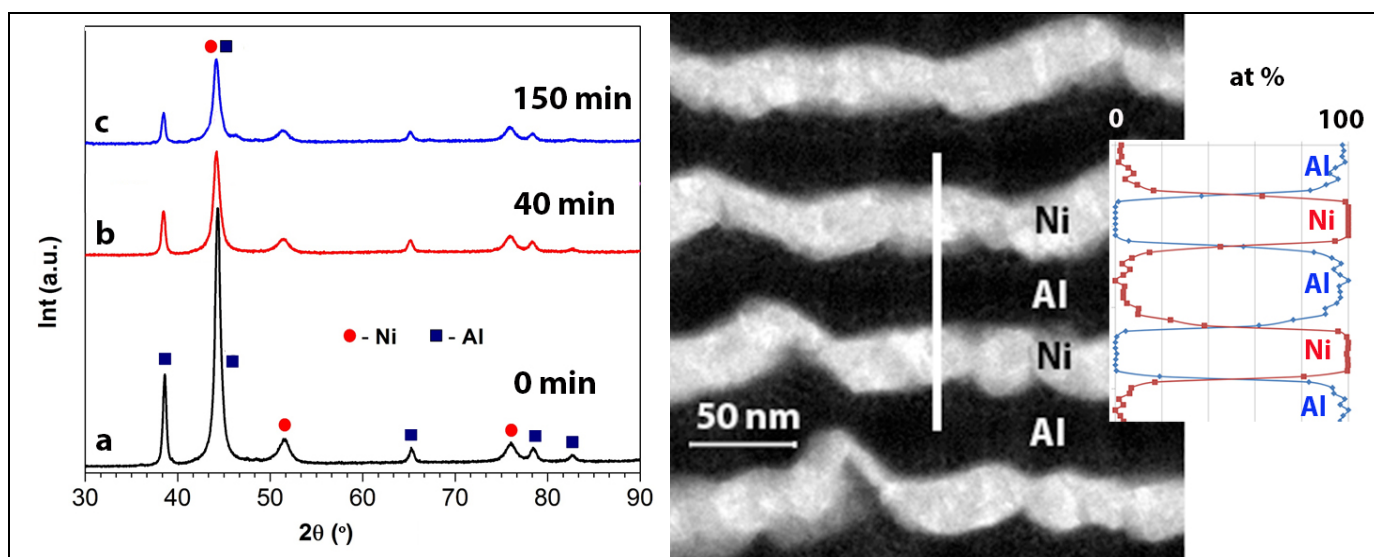 c
150 min
b
40 min
● - Ni ■ - Al
a
0 min
Int (a.u.)
30 40 50 60 70 80 90
2θ (°)
Ni
Al
Ni
Al
50 nm
at %
0 100
Al
Ni
Al
Ni
Al